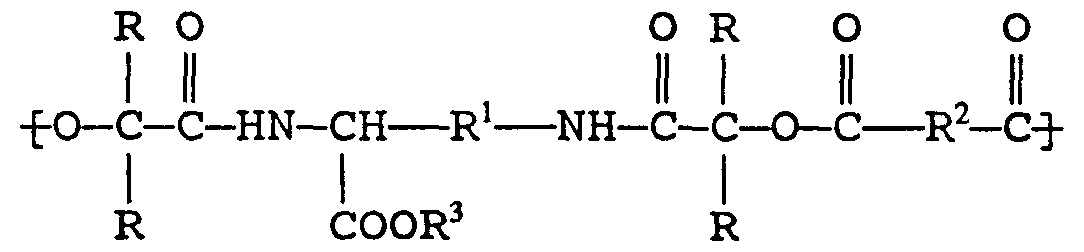 R O O R O O
[O—C—C—HN—CH—R¹—NH—C—C—O—C—R²—C]
R COOR³ R